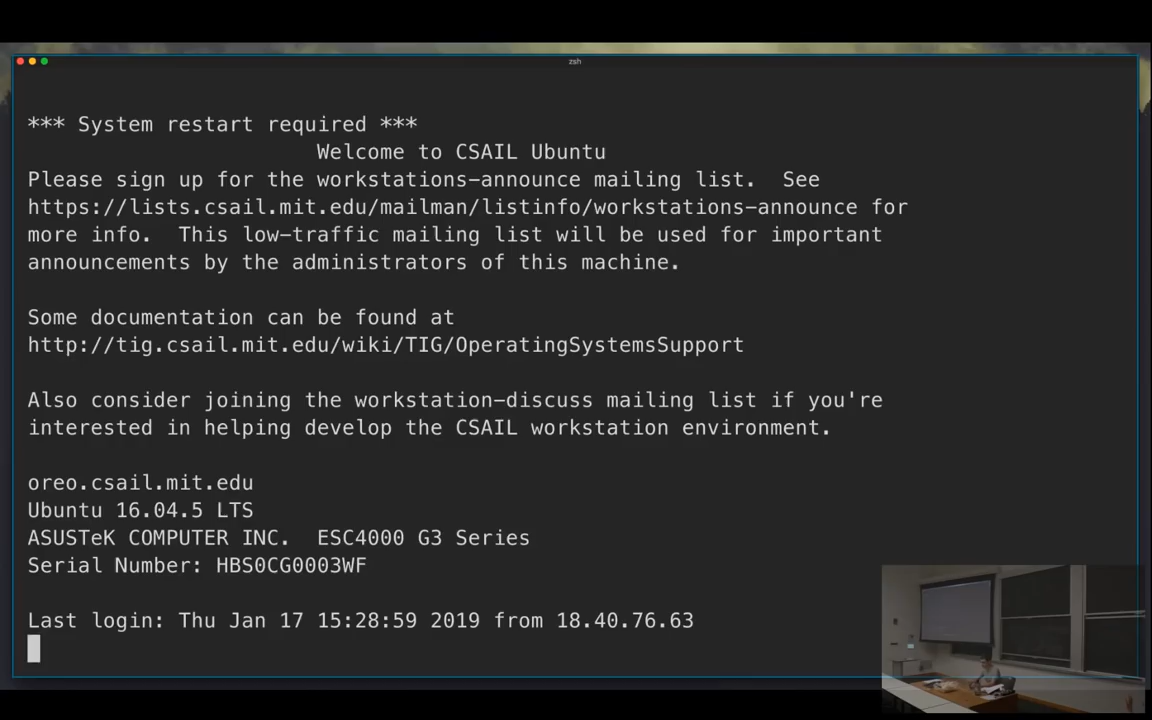 zsh
*** System restart required ***
Welcome to CSAIL Ubuntu
Please sign up for the workstations-announce mailing list.  See
https://lists.csail.mit.edu/mailman/listinfo/workstations-announce for
more info.  This low-traffic mailing list will be used for important
announcements by the administrators of this machine.
Some documentation can be found at
http://tig.csail.mit.edu/wiki/TIG/OperatingSystemsSupport
Also consider joining the workstation-discuss mailing list if you're
interested in helping develop the CSAIL workstation environment.
oreo.csail.mit.edu
Ubuntu 16.04.5 LTS
ASUSTeK COMPUTER INC.  ESC4000 G3 Series
Serial Number: HBS0CG0003WF
Last login: Thu Jan 17 15:28:59 2019 from 18.40.76.63